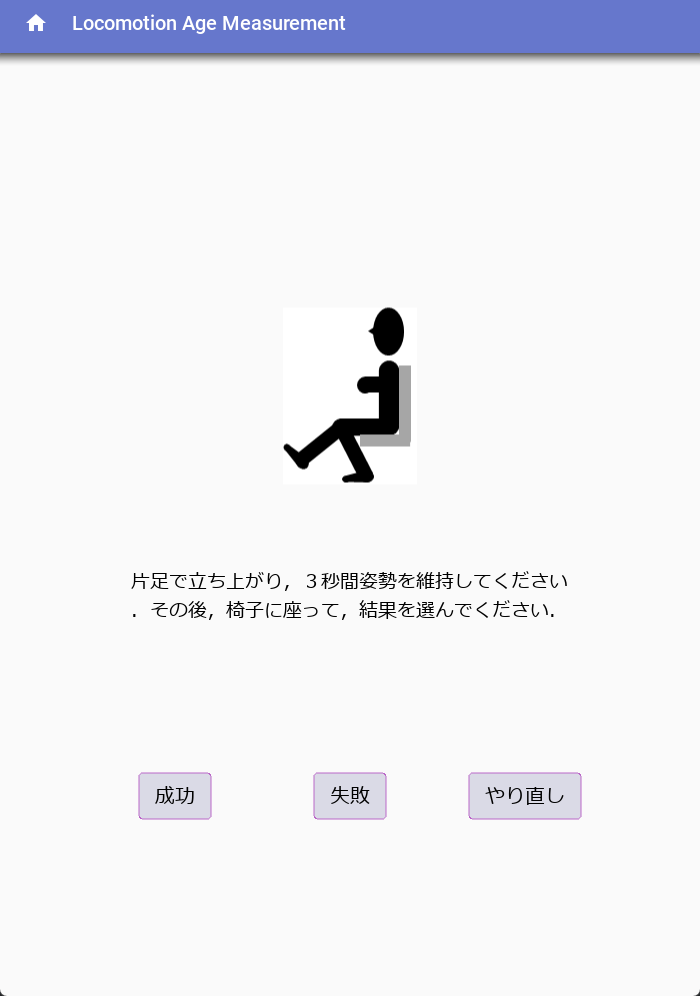 Locomotion Age Measurement
片足で立ち上がり，３秒間姿勢を維持してください
．その後，椅子に座って，結果を選んでください．
成功
失敗
やり直し